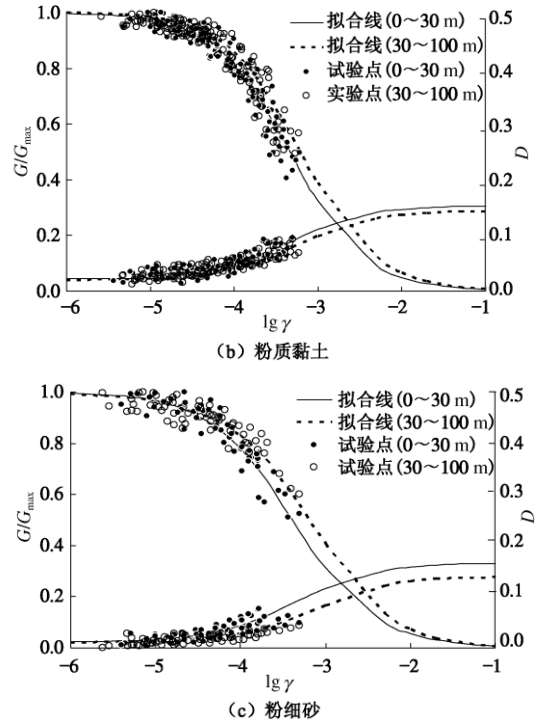 1.0
0.8
0.6
0.4
0.2
0.0
G/Gmax
0.5
0.4
0.3
0.2
0.1
0.0
D
拟合线(0～30 m)
拟合线(30～100 m)
试验点(0～30 m)
实验点(30～100 m)
−6 −5 −4 −3 −2 −1
lg γ
（b）粉质黏土
1.0
0.8
0.6
0.4
0.2
0.0
G/Gmax
0.5
0.4
0.3
0.2
0.1
0.0
D
拟合线(0～30 m)
拟合线(30～100 m)
试验点(0～30 m)
试验点(30～100 m)
−6 −5 −4 −3 −2 −1
lg γ
（c）粉细砂